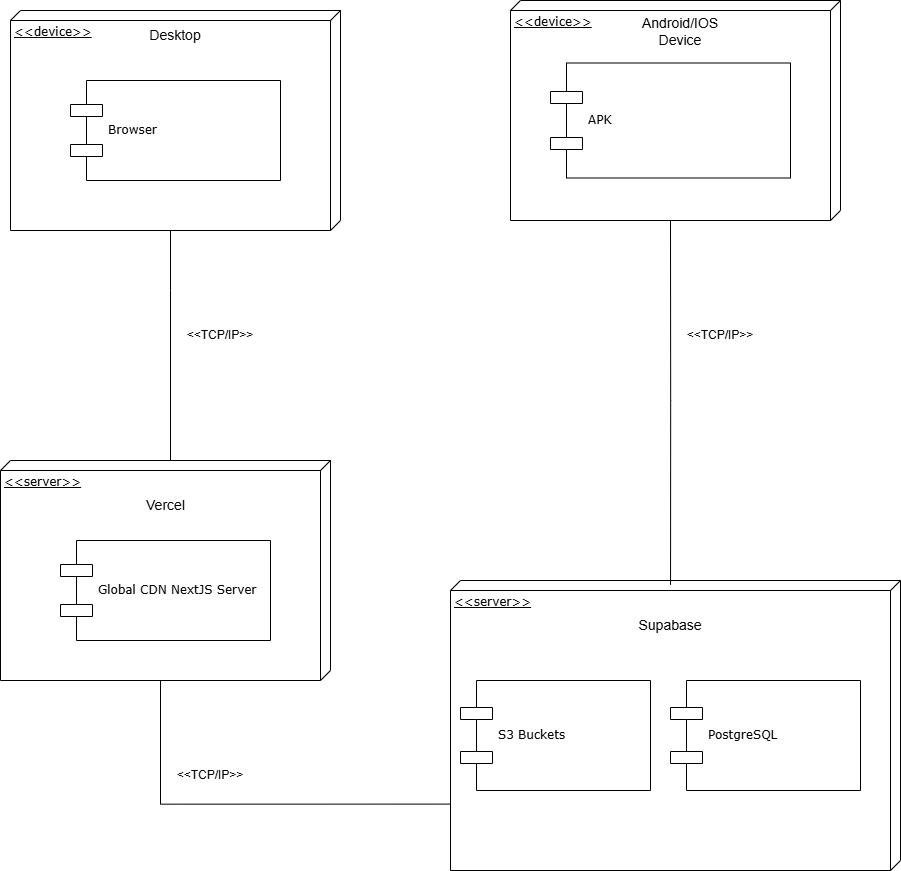 <<device>>
Desktop
Browser
<<device>>
Android/IOS
Device
APK
<<TCP/IP>>
<<TCP/IP>>
<<server>>
Vercel
Global CDN NextJS Server
<<server>>
Supabase
S3 Buckets
PostgreSQL
<<TCP/IP>>